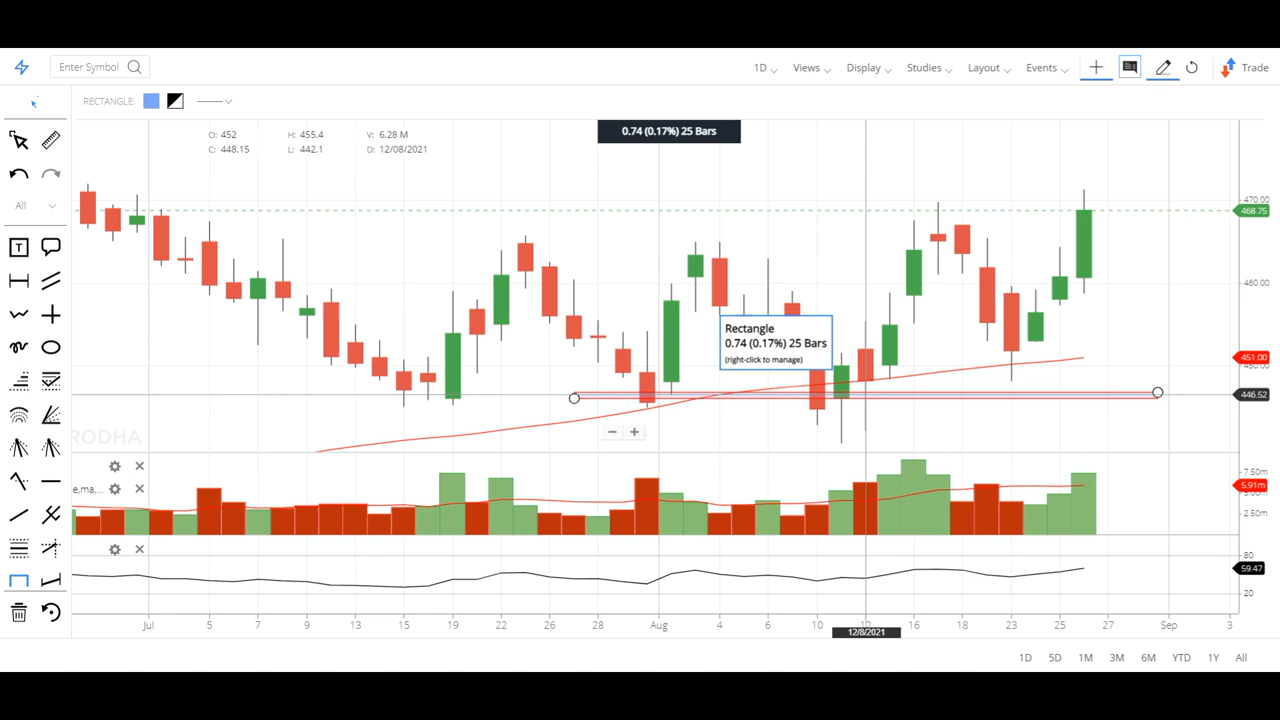 Enter Symbol
1D Views Display Studies Layout Events Trade
RECTANGLE:
O: 452 H: 455.4 V: 6.28 M
C: 448.15 L: 442.1 D: 12/08/2021
0.74 (0.17%) 25 Bars
All
T
470.00
468.75
460.00
Rectangle
0.74 (0.17%) 25 Bars
(right-click to manage)
451.00
446.52
RODHA
7.50m
e,ma,...
5.91m
2.50m
80
59.47
20
Jul 5 7 9 13 15 19 22 26 28 Aug 4 6 10 16 18 23 25 27 Sep 3
12/8/2021
1D 5D 1M 3M 6M YTD 1Y All